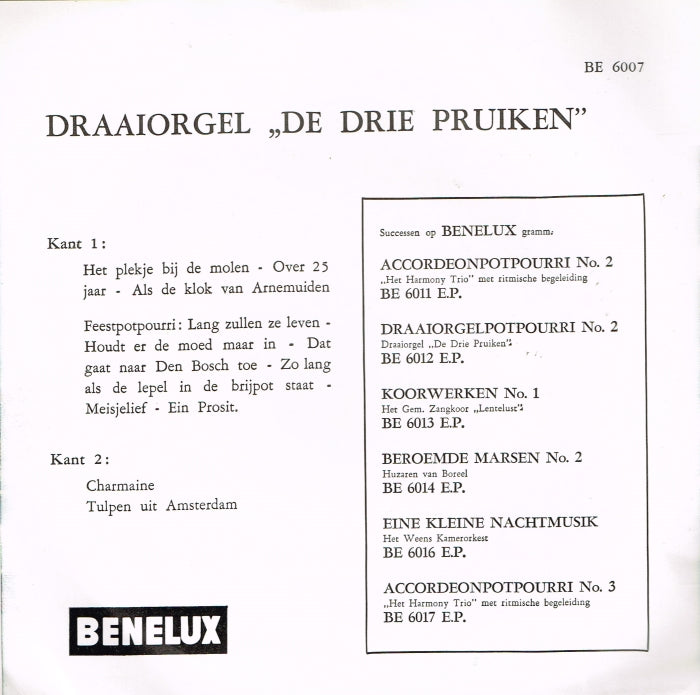 BE 6007
DRAAIORGEL „DE DRIE PRUIKEN”
Kant 1:
Het plekje bij de molen - Over 25
jaar - Als de klok van Arnemuiden
Feestpotpourri: Lang zullen ze leven -
Houdt er de moed maar in - Dat
gaat naar Den Bosch toe - Zo lang
als de lepel in de brijpot staat -
Meisjelief - Ein Prosit.
Kant 2:
Charmaine
Tulpen uit Amsterdam
BENELUX
Successen op BENELUX gramm.
ACCORDEONPOTPOURRI No. 2
„Het Harmony Trio” met ritmische begeleiding
BE 6011 E.P.
DRAAIORGELPOTPOURRI No. 2
Draaiorgel „De Drie Pruiken”
BE 6012 E.P.
KOORWERKEN No. 1
Het Gem. Zangkoor „Lentelust”
BE 6013 E.P.
BEROEMDE MARSEN No. 2
Huzaren van Boreel
BE 6014 E.P.
EINE KLEINE NACHTMUSIK
Het Weens Kamerorkest
BE 6016 E.P.
ACCORDEONPOTPOURRI No. 3
„Het Harmony Trio” met ritmische begeleiding
BE 6017 E.P.